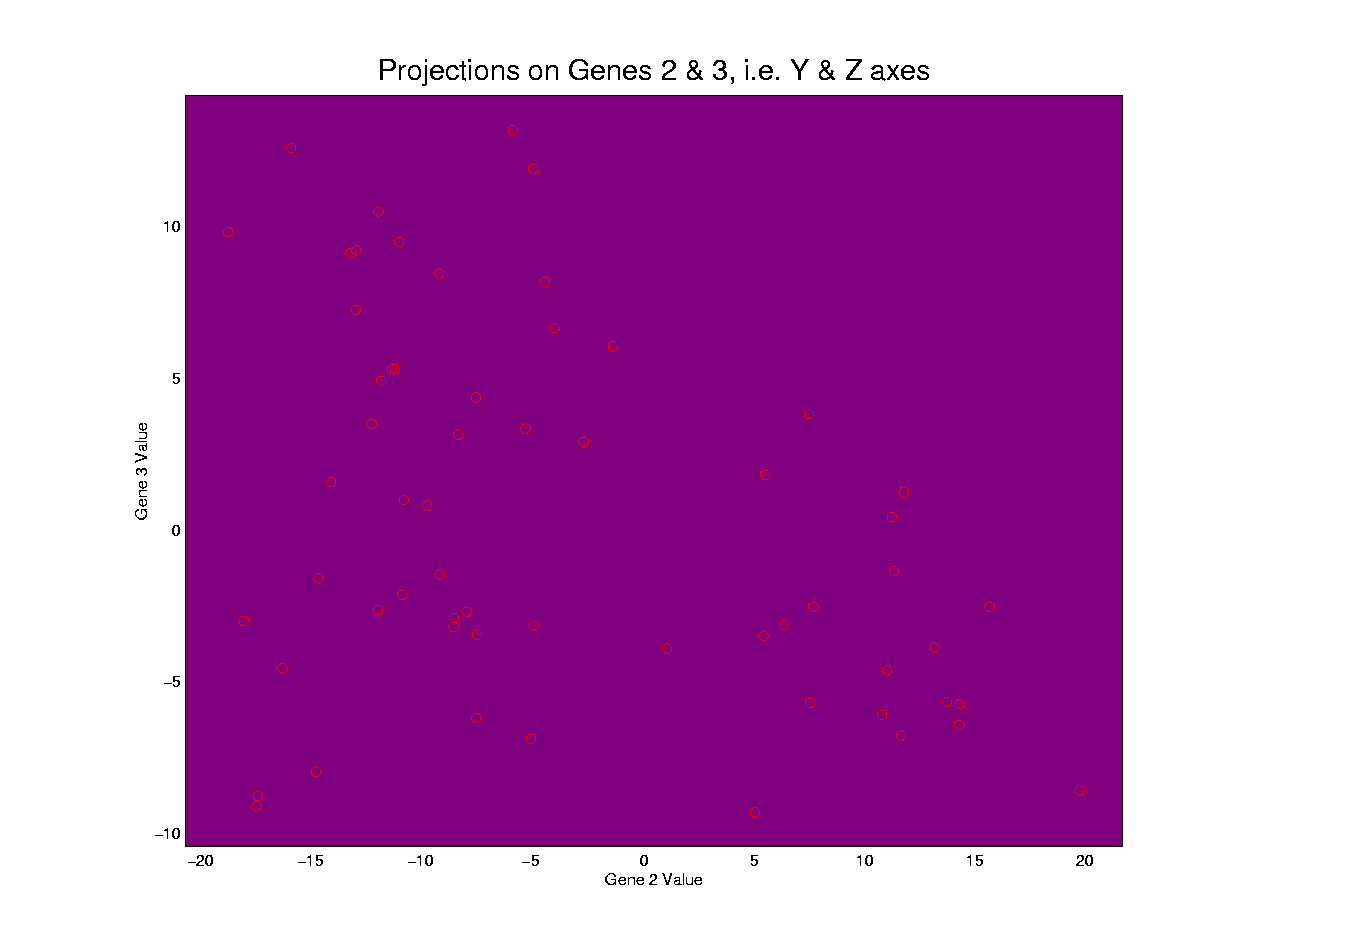 Projections on Genes 2 & 3, i.e. Y & Z axes
10
5
0
−5
−10
Gene 3 Value
−20 −15 −10 −5 0 5 10 15 20
Gene 2 Value